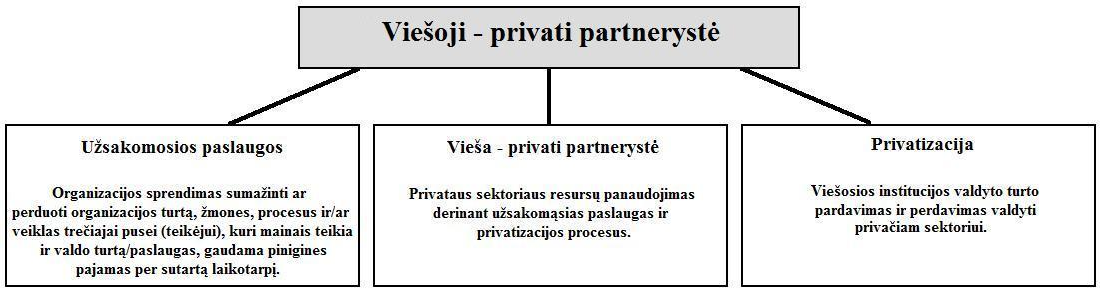 Viešoji - privati partnerystė
Užsakomosios paslaugos
Organizacijos sprendimas sumažinti ar
perduoti organizacijos turtą, žmones, procesus ir/ar
veiklas trečiajai pusei (teikėjui), kuri mainais teikia
ir valdo turtą/paslaugas, gaudama pinigines
pajamas per sutartą laikotarpį.
Vieša - privati partnerystė
Privataus sektoriaus resursų panaudojimas
derinant užsakomąsias paslaugas ir
privatizacijos procesus.
Privatizacija
Viešosios institucijos valdyto turto
pardavimas ir perdavimas valdyti
privačiam sektoriui.